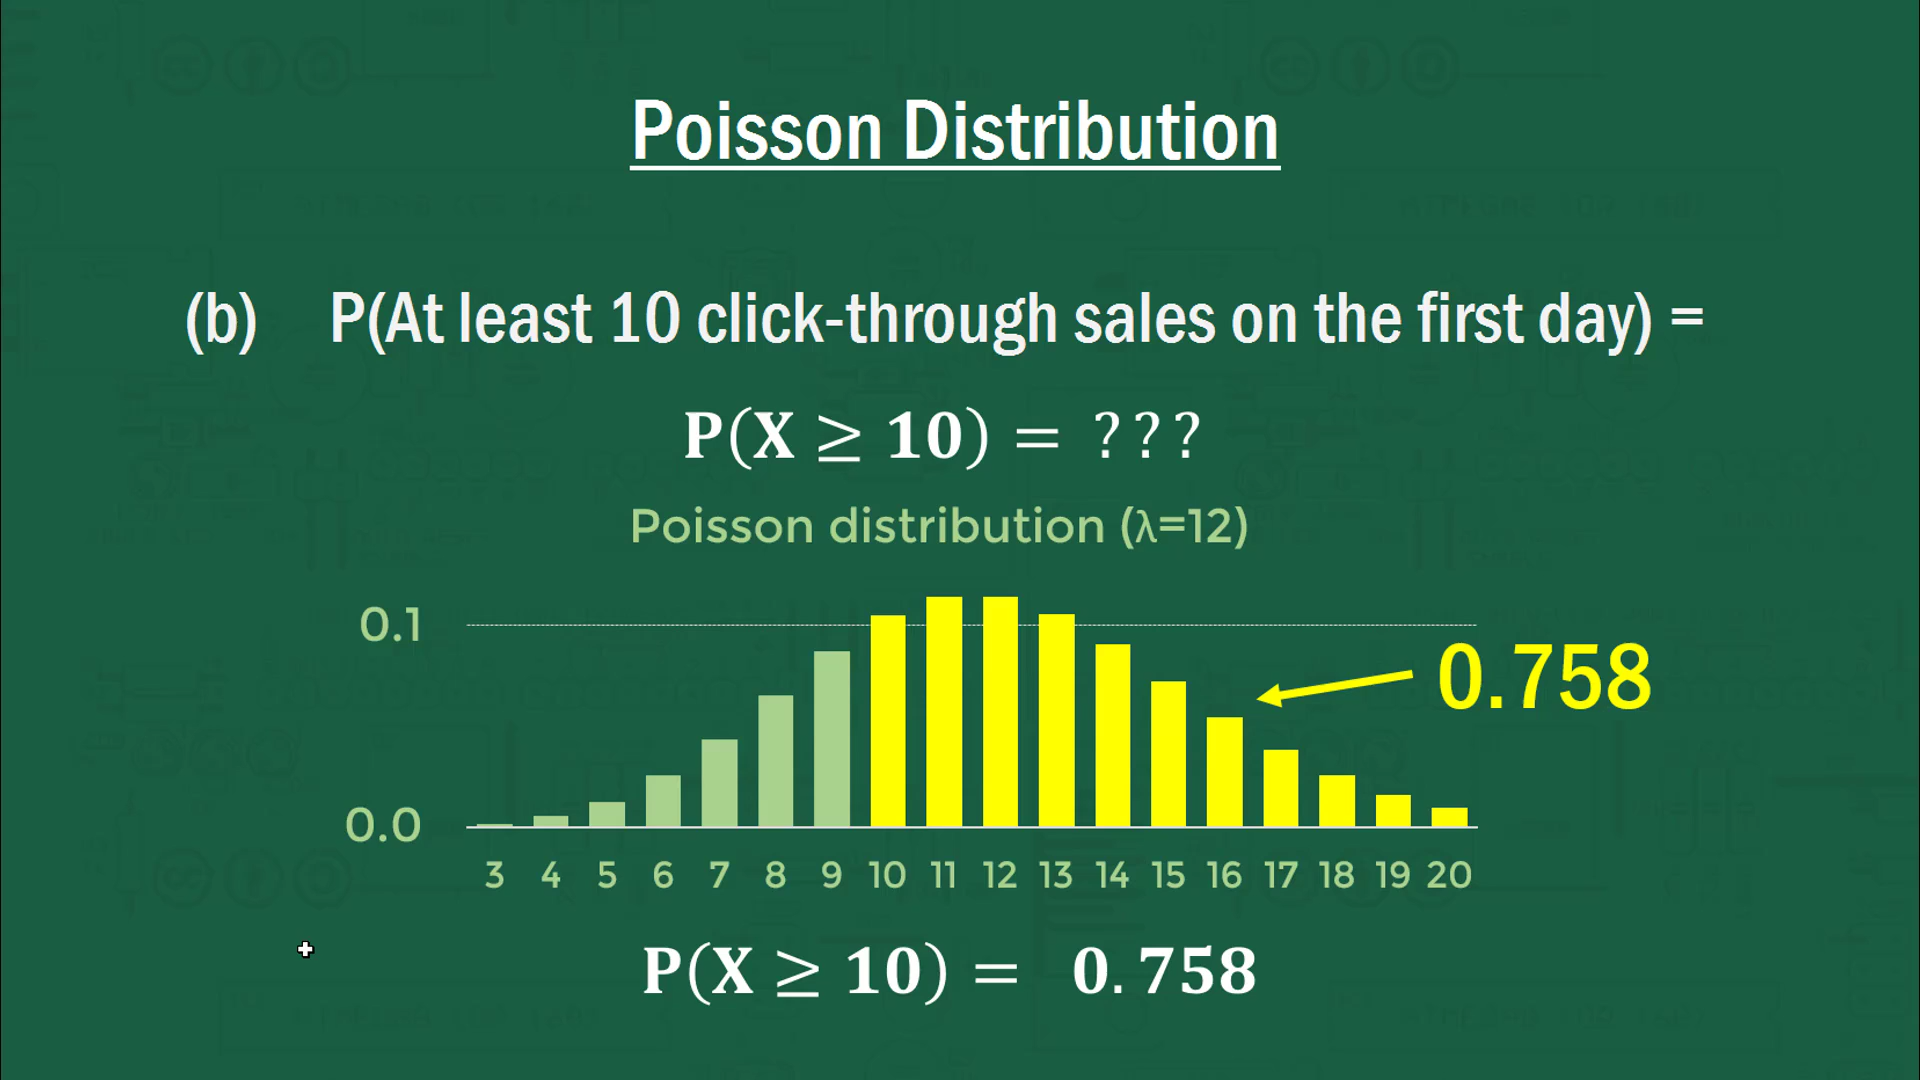 Poisson Distribution
(b) P(At least 10 click-through sales on the first day) =
P(X ≥ 10) = ???
Poisson distribution (λ=12)
0.1
0.758
0.0
3 4 5 6 7 8 9 10 11 12 13 14 15 16 17 18 19 20
P(X ≥ 10) = 0.758